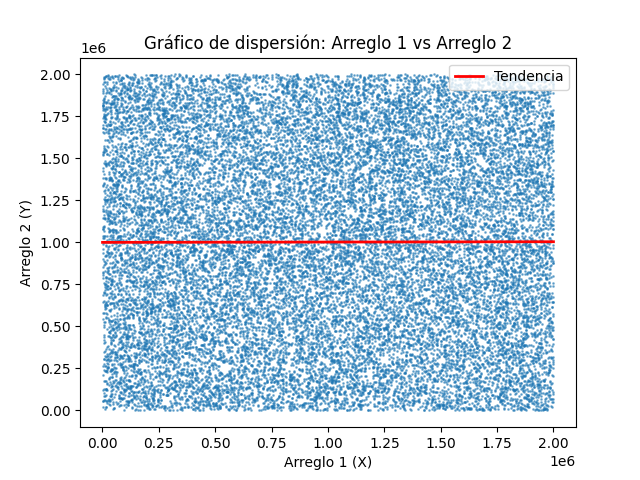 Gráfico de dispersión: Arreglo 1 vs Arreglo 2
1e6
Tendencia
2.00
1.75
1.50
1.25
1.00
0.75
0.50
0.25
0.00
Arreglo 2 (Y)
0.00 0.25 0.50 0.75 1.00 1.25 1.50 1.75 2.00
1e6
Arreglo 1 (X)